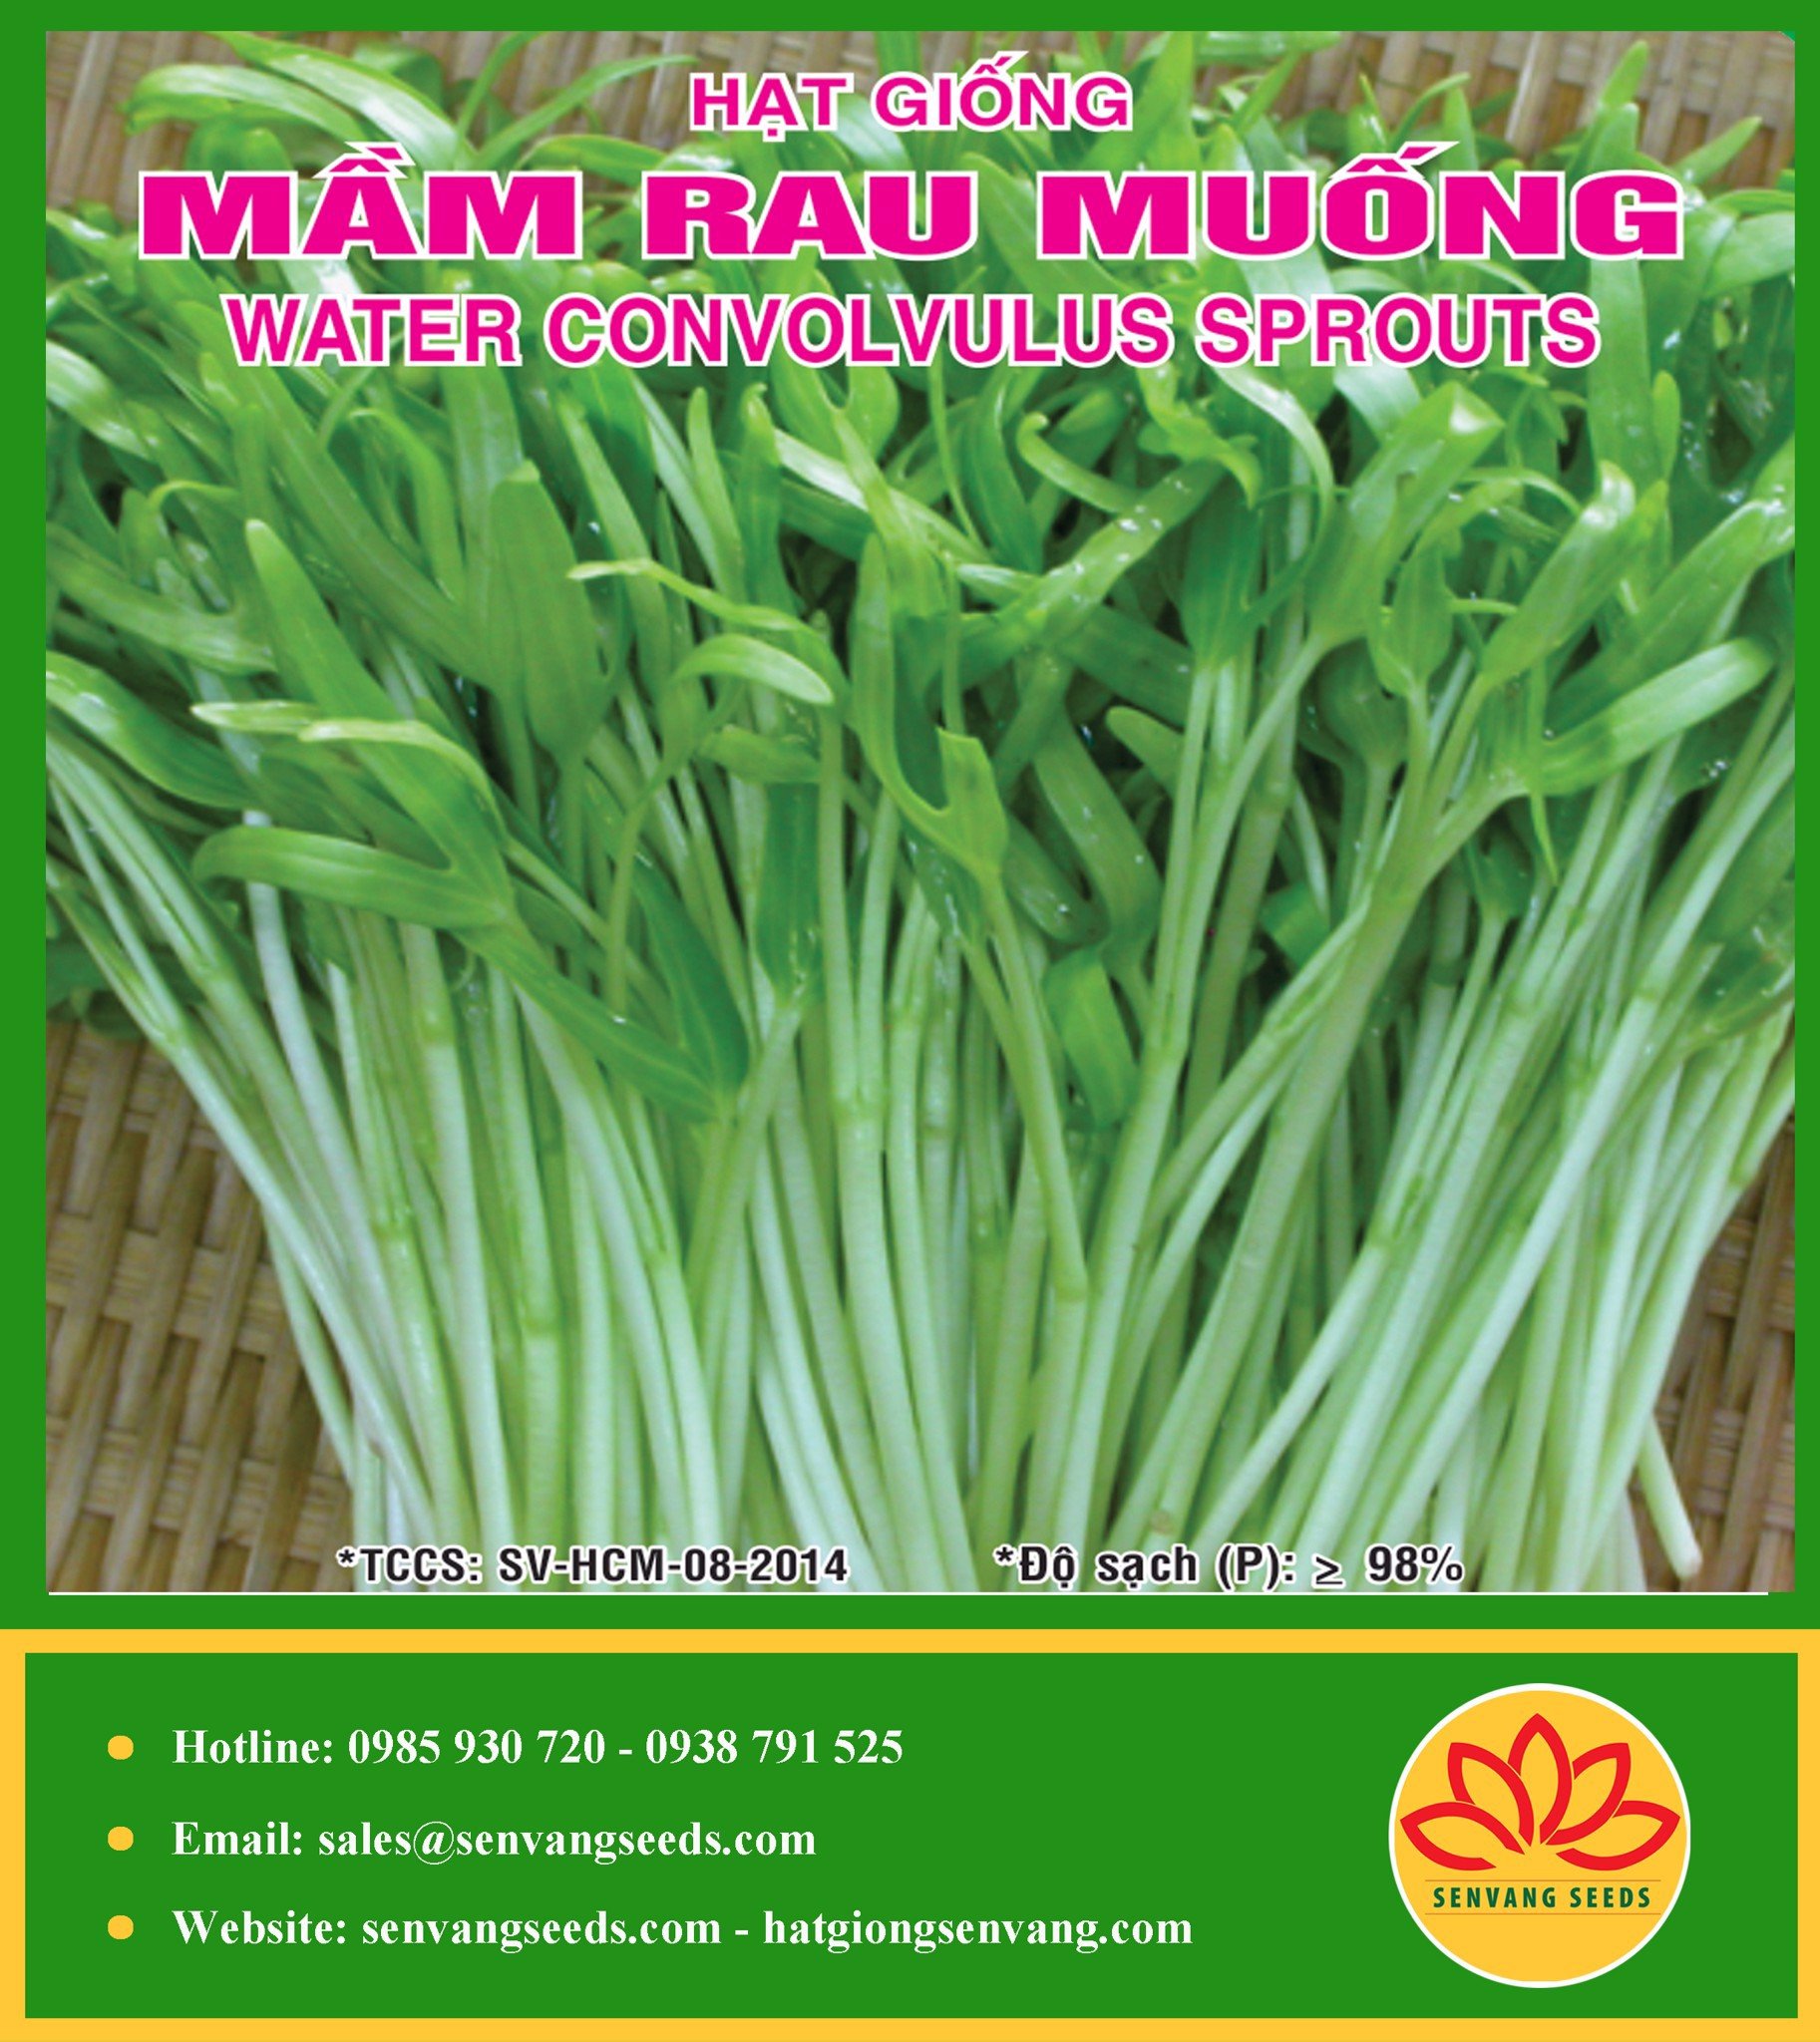 HẠT GIỐNG
MẦM RAU MUỐNG
WATER CONVOLVULUS SPROUTS
*TCCS: SV-HCM-08-2014 *Độ sạch (P): ≥ 98%
Hotline: 0985 930 720 - 0938 791 525
Email: sales@senvangseeds.com
Website: senvangseeds.com - hatgiongsenvang.com
SENVANG SEEDS